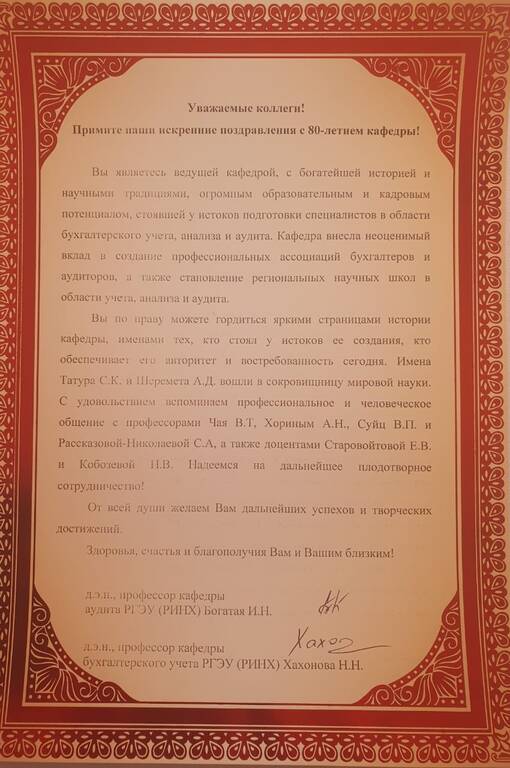 Уважаемые коллеги!
Примите наши искренние поздравления с 80-летием кафедры!
Вы являетесь ведущей кафедрой, с богатейшей историей и
научными традициями, огромным образовательным и кадровым
потенциалом, стоявшей у истоков подготовки специалистов в области
бухгалтерского учета, анализа и аудита. Кафедра внесла неоценимый
вклад в создание профессиональных ассоциаций бухгалтеров и
аудиторов, а также становление региональных научных школ в
области учета, анализа и аудита.
Вы по праву можете гордиться яркими страницами истории
кафедры, именами тех, кто стоял у истоков ее создания, кто
обеспечивает его авторитет и востребованность сегодня. Имена
Татура С.К. и Шеремета А.Д. вошли в сокровищницу мировой науки.
С удовольствием вспоминаем профессиональное и человеческое
общение с профессорами Чая В.Т, Хориным А.Н., Суйц В.П. и
Рассказовой-Николаевой С.А, а также доцентами Старовойтовой Е.В.
и Кобозевой Н.В. Надеемся на дальнейшее плодотворное
сотрудничество!
От всей души желаем Вам дальнейших успехов и творческих
достижений.
Здоровья, счастья и благополучия Вам и Вашим близким!
д.э.н., профессор кафедры
аудита РГЭУ (РИНХ) Богатая И.Н.
д.э.н., профессор кафедры
бухгалтерского учета РГЭУ (РИНХ) Хахонова Н.Н.